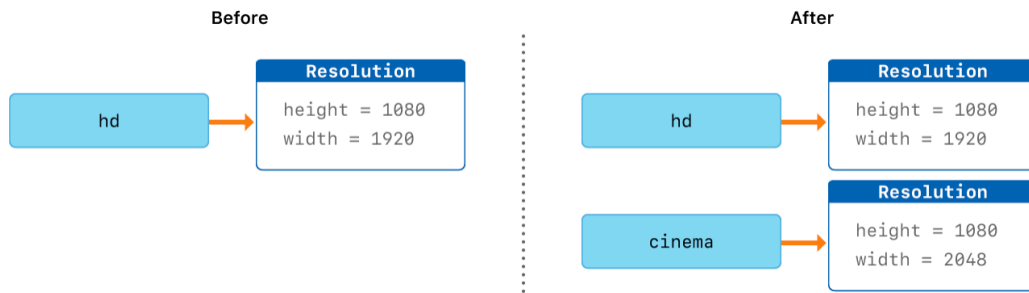 Before
Resolution
hd
height = 1080
width = 1920
After
Resolution
hd
height = 1080
width = 1920
Resolution
cinema
height = 1080
width = 2048